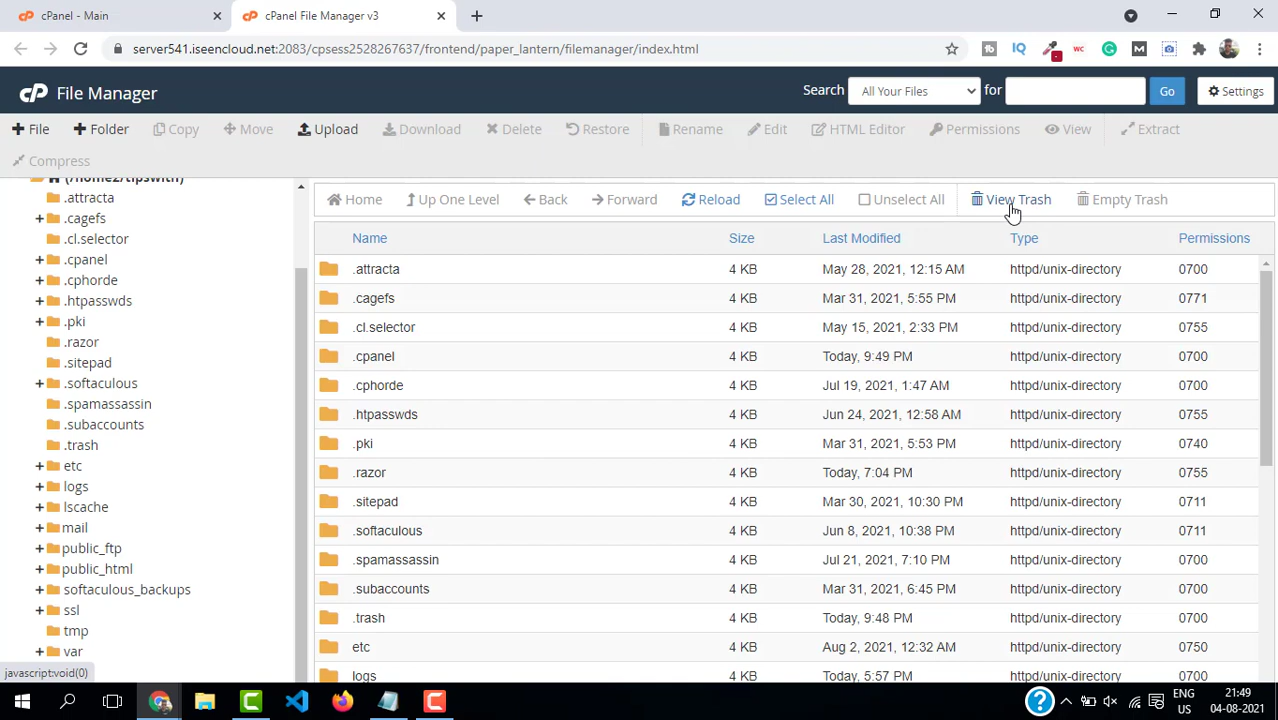 cPanel - Main
cPanel File Manager v3
server541.iseencloud.net:2083/cpsess2528267637/frontend/paper_lantern/filemanager/index.html
cP File Manager
Search All Your Files for Go Settings
File Folder Copy Move Upload Download Delete Restore Rename Edit HTML Editor Permissions View Extract
Compress
(/home2/tipswith)
.attracta
.cagefs
.cl.selector
.cpanel
.cphorde
.htpasswds
.pki
.razor
.sitepad
.softaculous
.spamassassin
.subaccounts
.trash
etc
logs
lscache
mail
public_ftp
public_html
softaculous_backups
ssl
tmp
var
javascript:void(0)
Home Up One Level Back Forward Reload Select All Unselect All View Trash Empty Trash
Name Size Last Modified Type Permissions
.attracta 4 KB May 28, 2021, 12:15 AM httpd/unix-directory 0700
.cagefs 4 KB Mar 31, 2021, 5:55 PM httpd/unix-directory 0771
.cl.selector 4 KB May 15, 2021, 2:33 PM httpd/unix-directory 0755
.cpanel 4 KB Today, 9:49 PM httpd/unix-directory 0700
.cphorde 4 KB Jul 19, 2021, 1:47 AM httpd/unix-directory 0700
.htpasswds 4 KB Jun 24, 2021, 12:58 AM httpd/unix-directory 0755
.pki 4 KB Mar 31, 2021, 5:53 PM httpd/unix-directory 0740
.razor 4 KB Today, 7:04 PM httpd/unix-directory 0755
.sitepad 4 KB Mar 30, 2021, 10:30 PM httpd/unix-directory 0711
.softaculous 4 KB Jun 8, 2021, 10:38 PM httpd/unix-directory 0711
.spamassassin 4 KB Jul 21, 2021, 7:10 PM httpd/unix-directory 0700
.subaccounts 4 KB Mar 31, 2021, 6:45 PM httpd/unix-directory 0700
.trash 4 KB Today, 9:48 PM httpd/unix-directory 0700
etc 4 KB Aug 2, 2021, 12:32 AM httpd/unix-directory 0750
logs 4 KB Today, 5:57 PM httpd/unix-directory 0700
ENG 21:49
US 04-08-2021